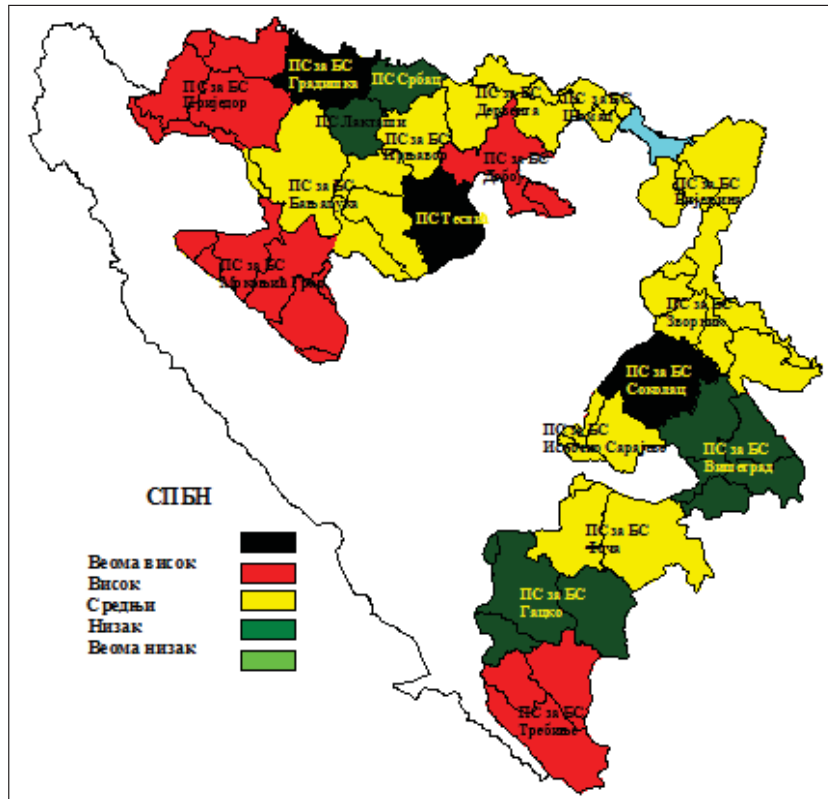 ПС за БС
Градишка
ПС Србац
ПС за БС
Приједор
ПС за БС
Дервента
ПС за БС
Шамац
ПС Лакташи
ПС за БС
Прњавор
ПС за БС
Добој
ПС за БС
Бијељина
ПС за БС
Бањалука
ПС Теслић
ПС за БС
Мркоњић Град
ПС за БС
Зворник
ПС за БС
Соколац
ПС за БС
Источно Сарајево
ПС за БС
Вишеград
СПБН
ПС за БС
Фоча
Веома висок
Висок
Средњи
Низак
Веома низак
ПС за БС
Гацко
ПС за БС
Требиње